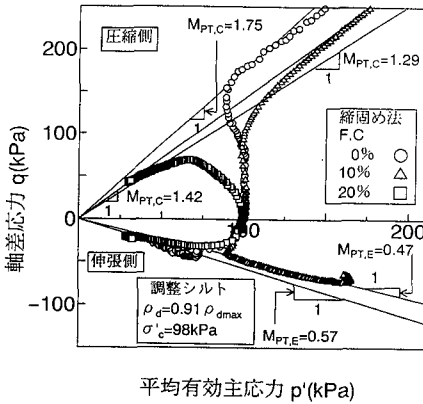 圧縮側
M_PT,C=1.75
200
1
M_PT,C=1.29
1
締固め法
F.C
0% ○
10% △
20% □
100
1
M_PT,C=1.42
0
100
200
M_PT,E=0.47
伸張側
1
調整シルト
ρ_d=0.91 ρ_dmax
σ'_c=98kPa
1
M_PT,E=0.57
-100
軸差応力 q(kPa)
平均有効主応力 p'(kPa)